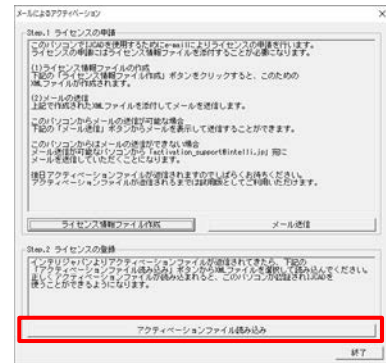 メールによるアクティベーション
Step.1 ライセンスの申請
このパソコンでIJCADを使用するためにe-mailによりライセンスの申請を行います。
ライセンスの申請にはライセンス情報ファイルを添付することが必要になります。
(1)ライセンス情報ファイルの作成
下記の「ライセンス情報ファイル作成」ボタンをクリックすると、このための
XMLファイルが作成されます。
(2)メールの送信
上記で作成されたXMLファイルを添付してメールを送信します。
このパソコンからメールの送信が可能な場合
下記の「メール送信」ボタンからメールを表示して送信することができます。
このパソコンからはメールの送信ができない場合
メール送信が可能なパソコンから「activation_support@intelli.jp」宛に
メールを送信していただくことになります。
後日アクティベーションファイルが返信されますのでしばらくお待ちください。
アクティベーションファイルが返信されるまでは試用版としてご利用いただけます。
ライセンス情報ファイル作成
メール送信
Step.2 ライセンスの登録
インテリジャパンよりアクティベーションファイルが返信されてきたら、下記の
「アクティベーションファイル読み込み」ボタンからXMLファイルを選択して読み込んでください。
正しくアクティベーションファイルが読み込まれると、このパソコンが認証されIJCADを
使うことができるようになります。
アクティベーションファイル読み込み
終了